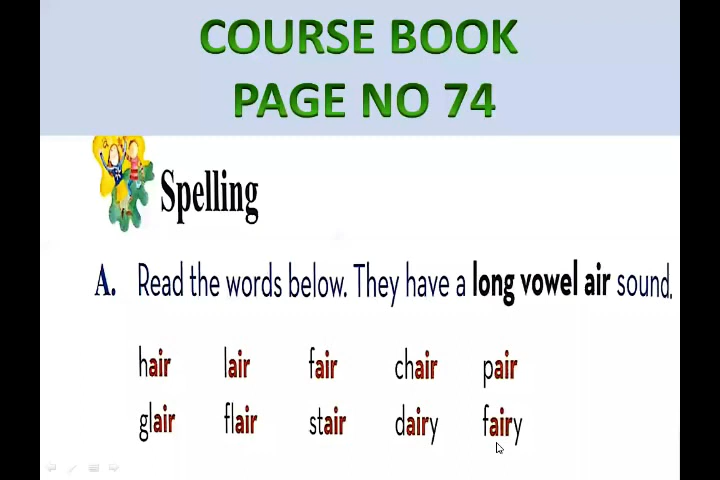 COURSE BOOK
PAGE NO 74
Spelling
A. Read the words below. They have a long vowel air sound.
hair lair fair chair pair
glair flair stair dairy fairy